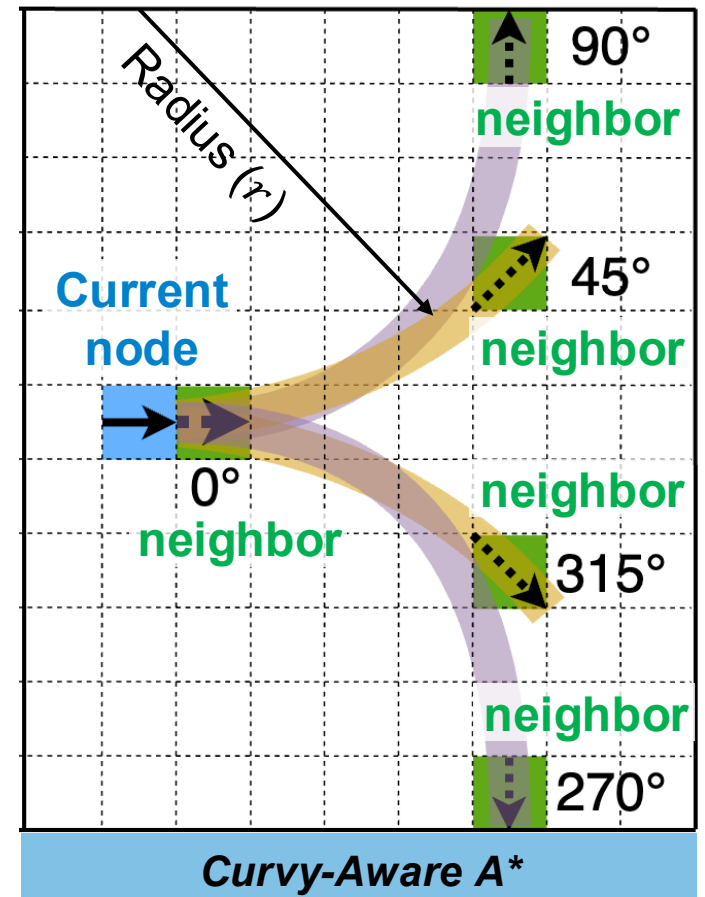 90°
neighbor
Radius (r)
45°
neighbor
Current
node
0°
neighbor
neighbor
315°
neighbor
270°
Curvy-Aware A*